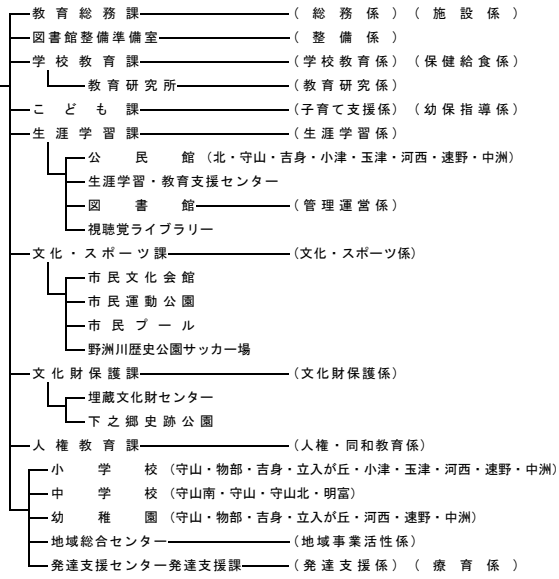 教育総務課 (総務係) (施設係)
図書館整備準備室 (整備係)
学校教育課 (学校教育係) (保健給食係)
教育研究所 (教育研究係)
こども課 (子育て支援係) (幼保指導係)
生涯学習課 (生涯学習係)
公民館 (北・守山・吉身・小津・玉津・河西・速野・中洲)
生涯学習・教育支援センター
図書館 (管理運営係)
視聴覚ライブラリー
文化・スポーツ課 (文化・スポーツ係)
市民文化会館
市民運動公園
市民プール
野洲川歴史公園サッカー場
文化財保護課 (文化財保護係)
埋蔵文化財センター
下之郷史跡公園
人権教育課 (人権・同和教育係)
小学校 (守山・物部・吉身・立入が丘・小津・玉津・河西・速野・中洲)
中学校 (守山南・守山・守山北・明富)
幼稚園 (守山・物部・吉身・立入が丘・河西・速野・中洲)
地域総合センター (地域事業活性係)
発達支援センター発達支援課 (発達支援係) (療育係)